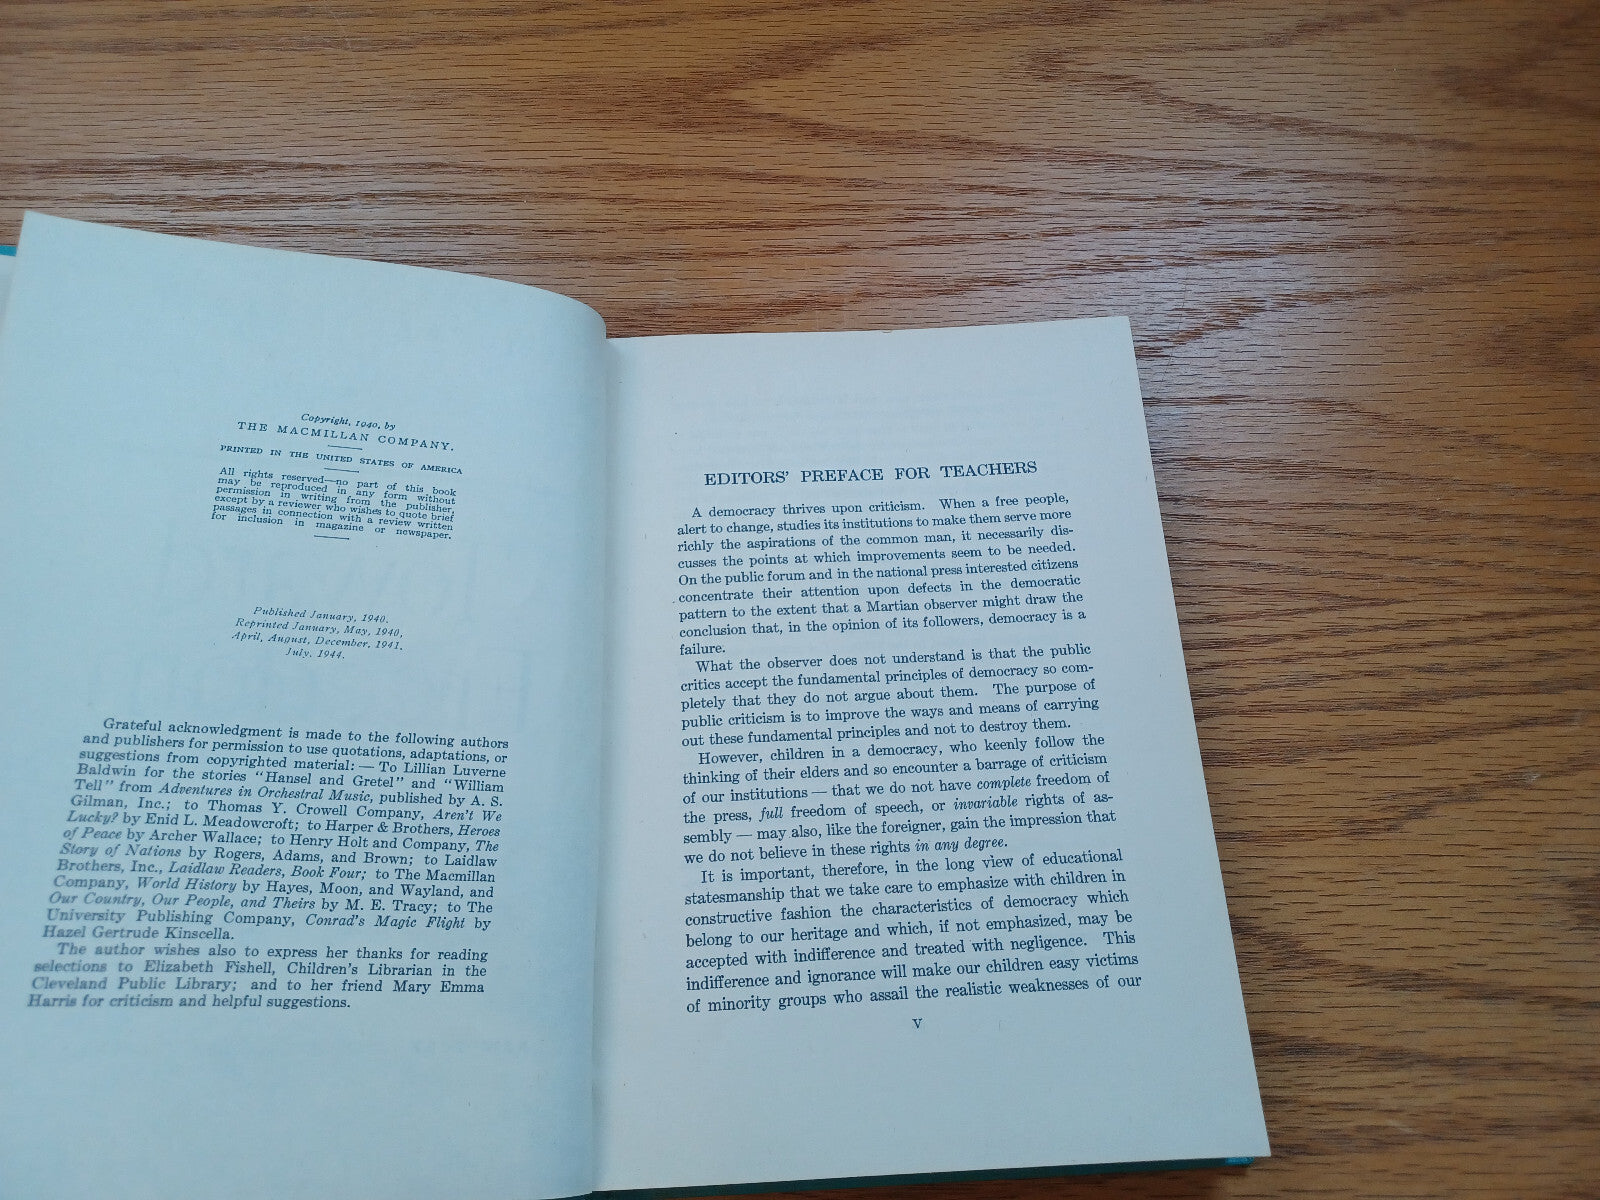 Copyright, 1940, by
THE MACMILLAN COMPANY.
PRINTED IN THE UNITED STATES OF AMERICA
All rights reserved—no part of this book
may be reproduced in any form without
permission in writing from the publisher,
except by a reviewer who wishes to quote brief
passages in connection with a review written
for inclusion in magazine or newspaper.
Published January, 1940.
Reprinted January, May, 1940,
April, August, December, 1941.
July, 1944.
Grateful acknowledgment is made to the following authors
and publishers for permission to use quotations, adaptations, or
suggestions from copyrighted material: — To Lillian Luverne
Baldwin for the stories "Hansel and Gretel" and "William
Tell" from Adventures in Orchestral Music, published by A. S.
Gilman, Inc.; to Thomas Y. Crowell Company, Aren't We
Lucky? by Enid L. Meadowcroft; to Harper & Brothers, Heroes
of Peace by Archer Wallace; to Henry Holt and Company, The
Story of Nations by Rogers, Adams, and Brown; to Laidlaw
Brothers, Inc., Laidlaw Readers, Book Four; to The Macmillan
Company, World History by Hayes, Moon, and Wayland, and
Our Country, Our People, and Theirs by M. E. Tracy; to The
University Publishing Company, Conrad's Magic Flight by
Hazel Gertrude Kinscella.
The author wishes also to express her thanks for reading
selections to Elizabeth Fishell, Children's Librarian in the
Cleveland Public Library; and to her friend Mary Emma
Harris for criticism and helpful suggestions.
EDITORS' PREFACE FOR TEACHERS
A democracy thrives upon criticism. When a free people,
alert to change, studies its institutions to make them serve more
richly the aspirations of the common man, it necessarily dis-
cusses the points at which improvements seem to be needed.
On the public forum and in the national press interested citizens
concentrate their attention upon defects in the democratic
pattern to the extent that a Martian observer might draw the
conclusion that, in the opinion of its followers, democracy is a
failure.
What the observer does not understand is that the public
critics accept the fundamental principles of democracy so com-
pletely that they do not argue about them. The purpose of
public criticism is to improve the ways and means of carrying
out these fundamental principles and not to destroy them.
However, children in a democracy, who keenly follow the
thinking of their elders and so encounter a barrage of criticism
of our institutions — that we do not have complete freedom of
the press, full freedom of speech, or invariable rights of as-
sembly — may also, like the foreigner, gain the impression that
we do not believe in these rights in any degree.
It is important, therefore, in the long view of educational
statesmanship that we take care to emphasize with children in
constructive fashion the characteristics of democracy which
belong to our heritage and which, if not emphasized, may be
accepted with indifference and treated with negligence. This
indifference and ignorance will make our children easy victims
of minority groups who assail the realistic weaknesses of our
V